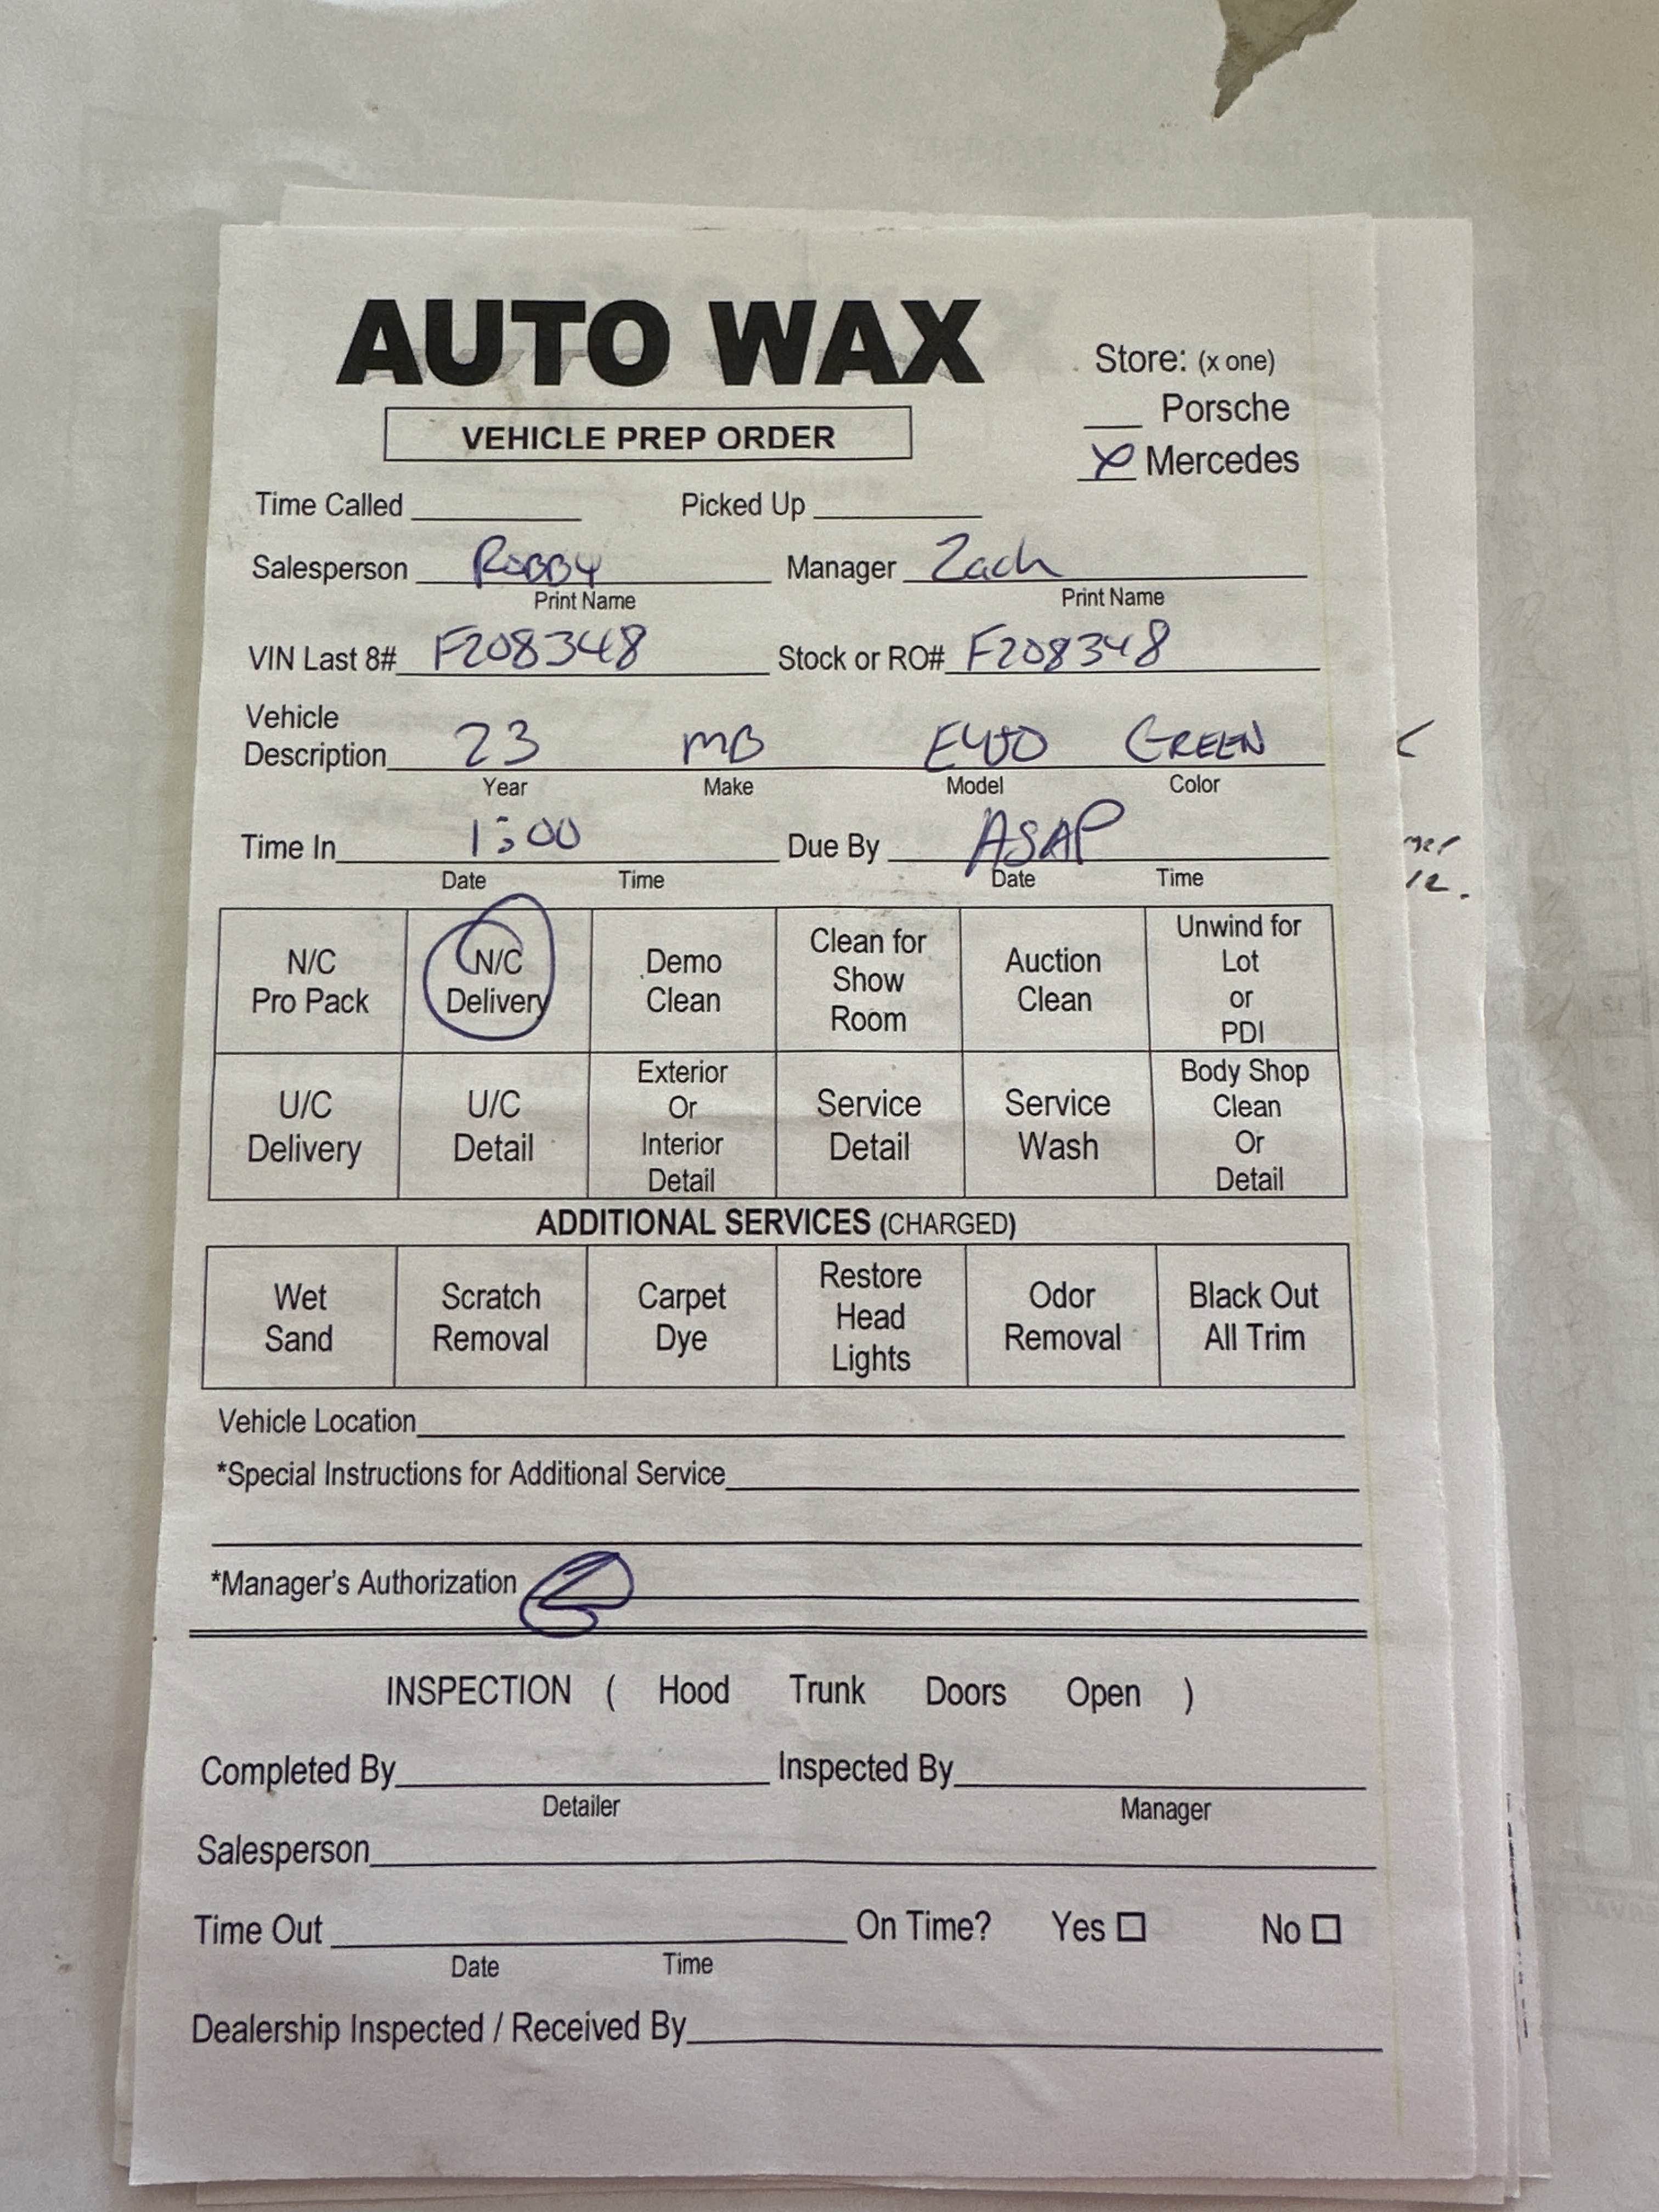 AUTO WAX
Store: (x one)
Porsche
VEHICLE PREP ORDER
X Mercedes
Time Called Picked Up
Salesperson ROBBY Manager Zach
Print Name Print Name
VIN Last 8# F208348 Stock or RO# F208348
Vehicle
Description 23 MB E400 GREEN
Year Make Model Color
Time In 1:00 Due By ASAP
Date Time Date Time
N/C Pro Pack N/C Delivery Demo Clean Clean for Show Room Auction Clean Unwind for Lot or PDI
U/C Delivery U/C Detail Exterior Or Interior Detail Service Detail Service Wash Body Shop Clean Or Detail
ADDITIONAL SERVICES (CHARGED)
Wet Sand Scratch Removal Carpet Dye Restore Head Lights Odor Removal Black Out All Trim
Vehicle Location
*Special Instructions for Additional Service
*Manager's Authorization
INSPECTION ( Hood Trunk Doors Open )
Completed By Inspected By
Detailer Manager
Salesperson
Time Out On Time? Yes No
Date Time
Dealership Inspected / Received By